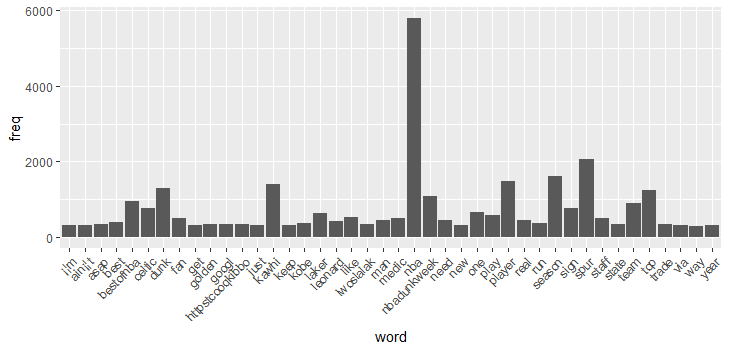 6000
4000
2000
0
freq
asap
best
bestofnba
celtic
dunk
fan
get
golden
googl
just
kawhi
keep
kobe
laker
leonard
like
lwosialak
man
medic
nba
nbadunkweek
need
new
one
play
player
real
run
season
sign
spur
staff
state
team
top
trade
via
way
year
word